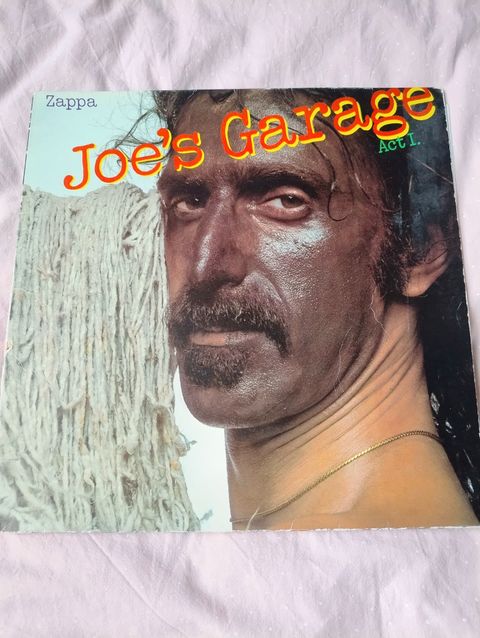 Zappa
Joe's Garage
Act I.